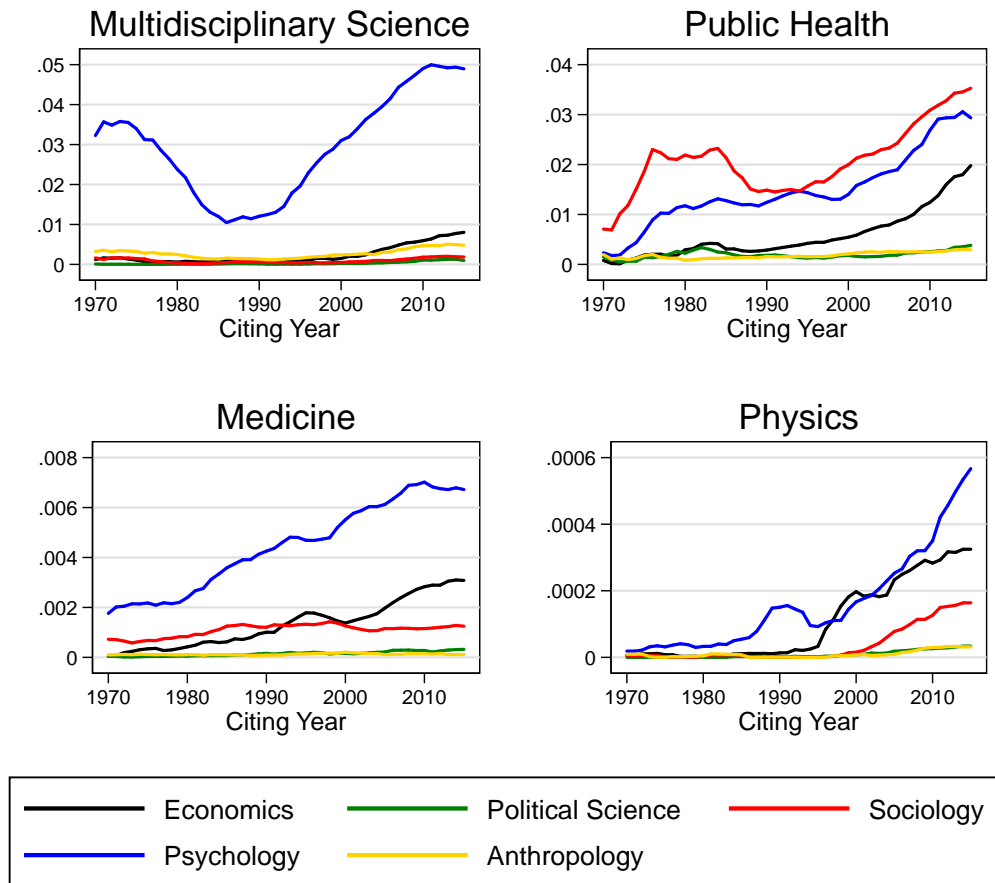 Multidisciplinary Science
.05
.04
.03
.02
.01
0
1970 1980 1990 2000 2010
Citing Year
Public Health
.04
.03
.02
.01
0
1970 1980 1990 2000 2010
Citing Year
Medicine
.008
.006
.004
.002
0
1970 1980 1990 2000 2010
Citing Year
Physics
.0006
.0004
.0002
0
1970 1980 1990 2000 2010
Citing Year
Economics Political Science Sociology
Psychology Anthropology